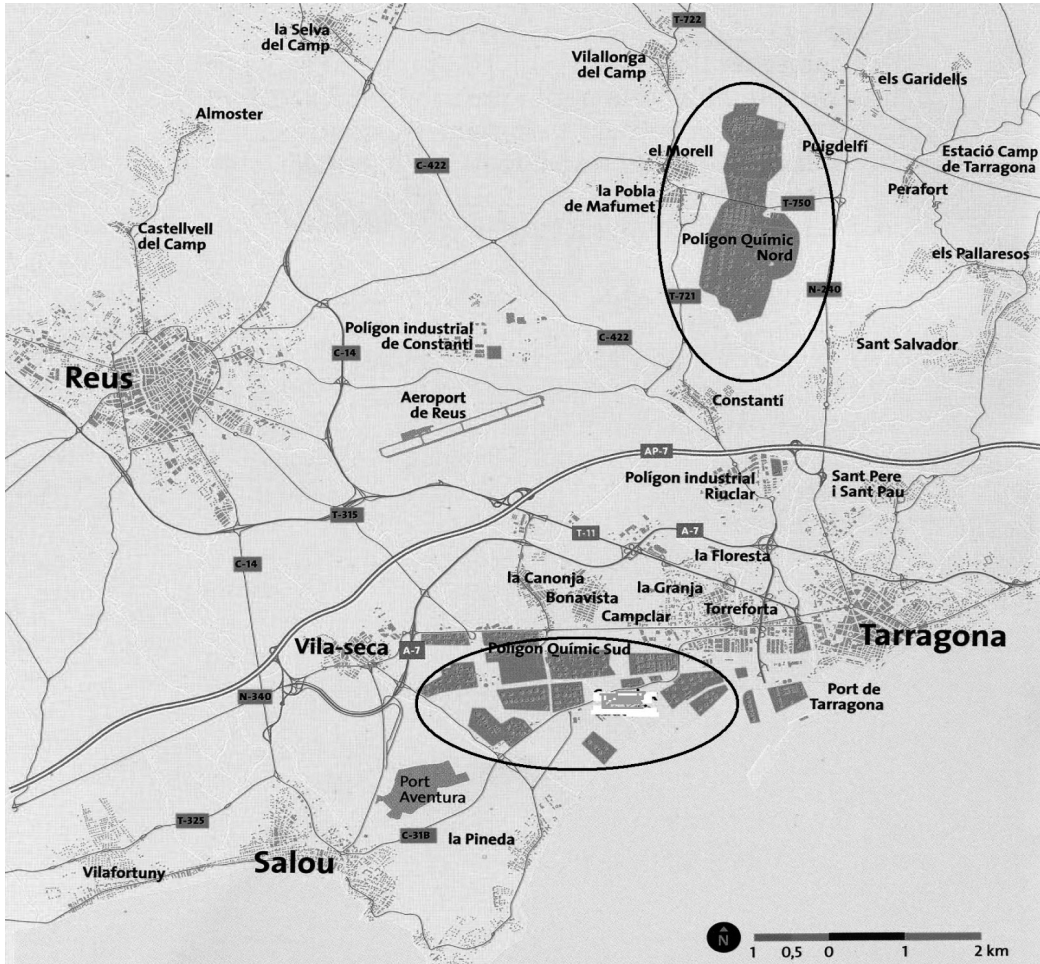 la Selva
del Camp
T-722
Vilallonga
del Camp
els Garidells
Almoster
C-422
el Morell
Puigdelfí
Estació Camp
de Tarragona
la Pobla
de Mafumet
T-750
Perafort
Castellvell
del Camp
Polígon Químic
Nord
els Pallaresos
T-721
N-240
Polígon industrial
de Constantí
C-422
Sant Salvador
C-14
Reus
Aeroport
de Reus
Constantí
AP-7
Polígon industrial
Riuclar
Sant Pere
i Sant Pau
T-315
T-11
A-7
la Floresta
C-14
la Canonja
Bonavista
la Granja
Campclar
Torreforta
Tarragona
Vila-seca
A-7
Polígon Químic Sud
N-340
Port de
Tarragona
Port
Aventura
T-325
C-31B
la Pineda
Salou
Vilafortuny
N
1 0,5 0 1 2 km